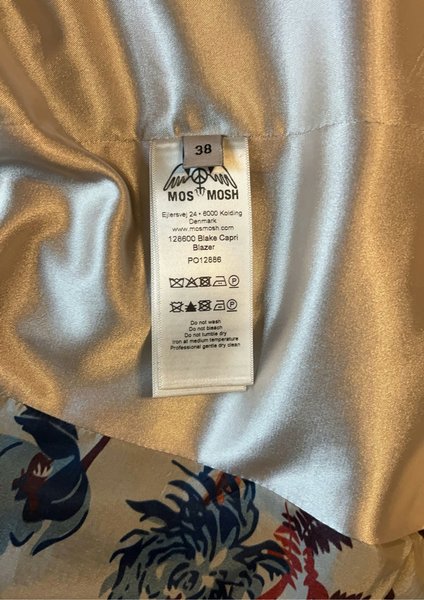 38
MOS MOSH
Ejlersvej 24 • 6000 Kolding
Denmark
www.mosmosh.com
128600 Blake Capri
Blazer
PO12886
Do not wash
Do not bleach
Do not tumble dry
Iron at medium temperature
Professional gentle dry clean